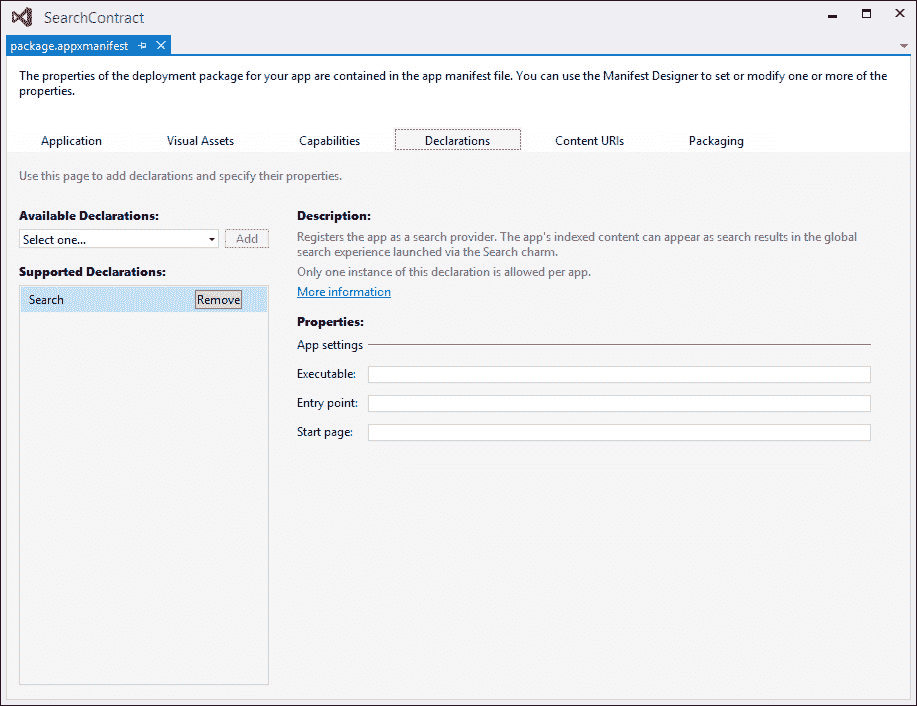 SearchContract
package.appxmanifest
The properties of the deployment package for your app are contained in the app manifest file. You can use the Manifest Designer to set or modify one or more of the
properties.
Application Visual Assets Capabilities Declarations Content URIs Packaging
Use this page to add declarations and specify their properties.
Available Declarations:
Select one... Add
Supported Declarations:
Search Remove
Description:
Registers the app as a search provider. The app's indexed content can appear as search results in the global
search experience launched via the Search charm.
Only one instance of this declaration is allowed per app.
More information
Properties:
App settings
Executable:
Entry point:
Start page: